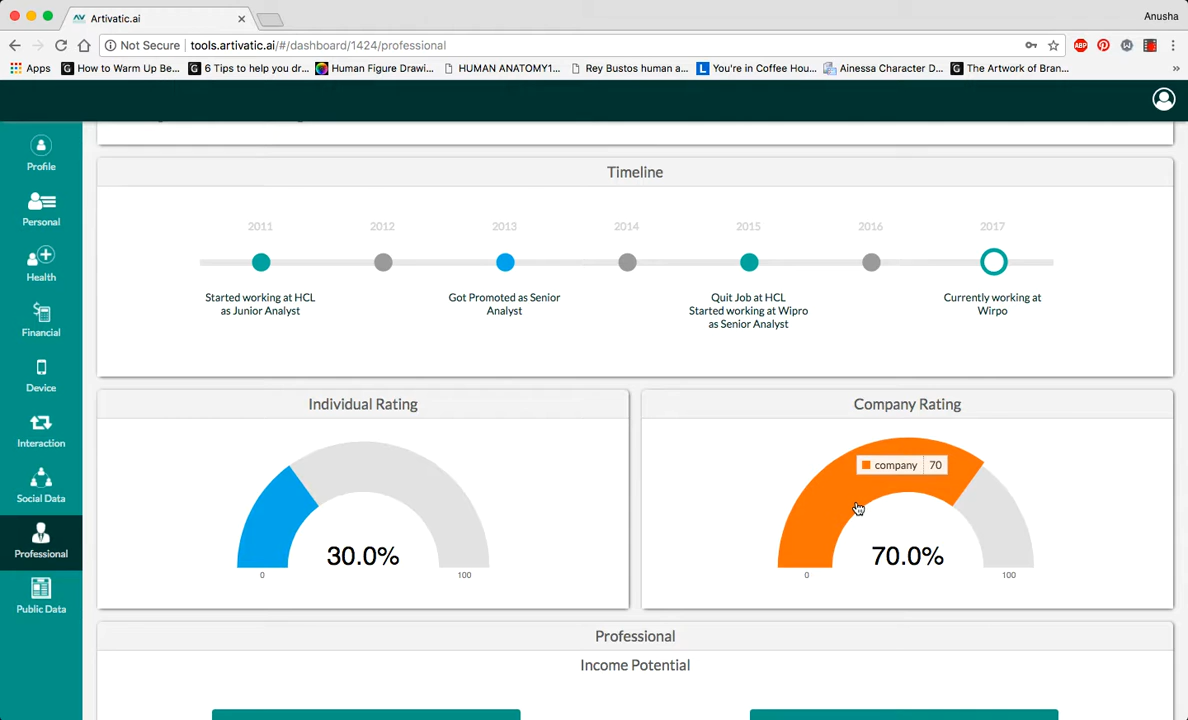 Artivatic.ai
Anusha
Not Secure tools.artivatic.ai/#/dashboard/1424/professional
ABP
Apps G How to Warm Up Be... G 6 Tips to help you dr... Human Figure Drawi... HUMAN ANATOMY1... Rey Bustos human a... L You're in Coffee Hou... Ainessa Character D... G The Artwork of Bran... »
Profile
Personal
Health
Financial
Device
Interaction
Social Data
Professional
Public Data
Timeline
2011 2012 2013 2014 2015 2016 2017
Started working at HCL
as Junior Analyst
Got Promoted as Senior
Analyst
Quit Job at HCL
Started working at Wipro
as Senior Analyst
Currently working at
Wirpo
Individual Rating
30.0%
0 100
Company Rating
company 70
70.0%
0 100
Professional
Income Potential